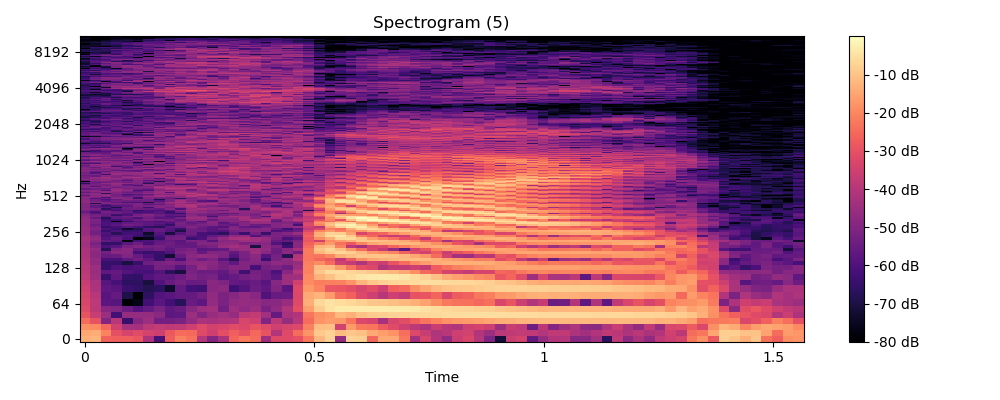 Spectrogram (5)
8192
4096
2048
1024
512
256
128
64
0
Hz
0
0.5
1
1.5
Time
-10 dB
-20 dB
-30 dB
-40 dB
-50 dB
-60 dB
-70 dB
-80 dB